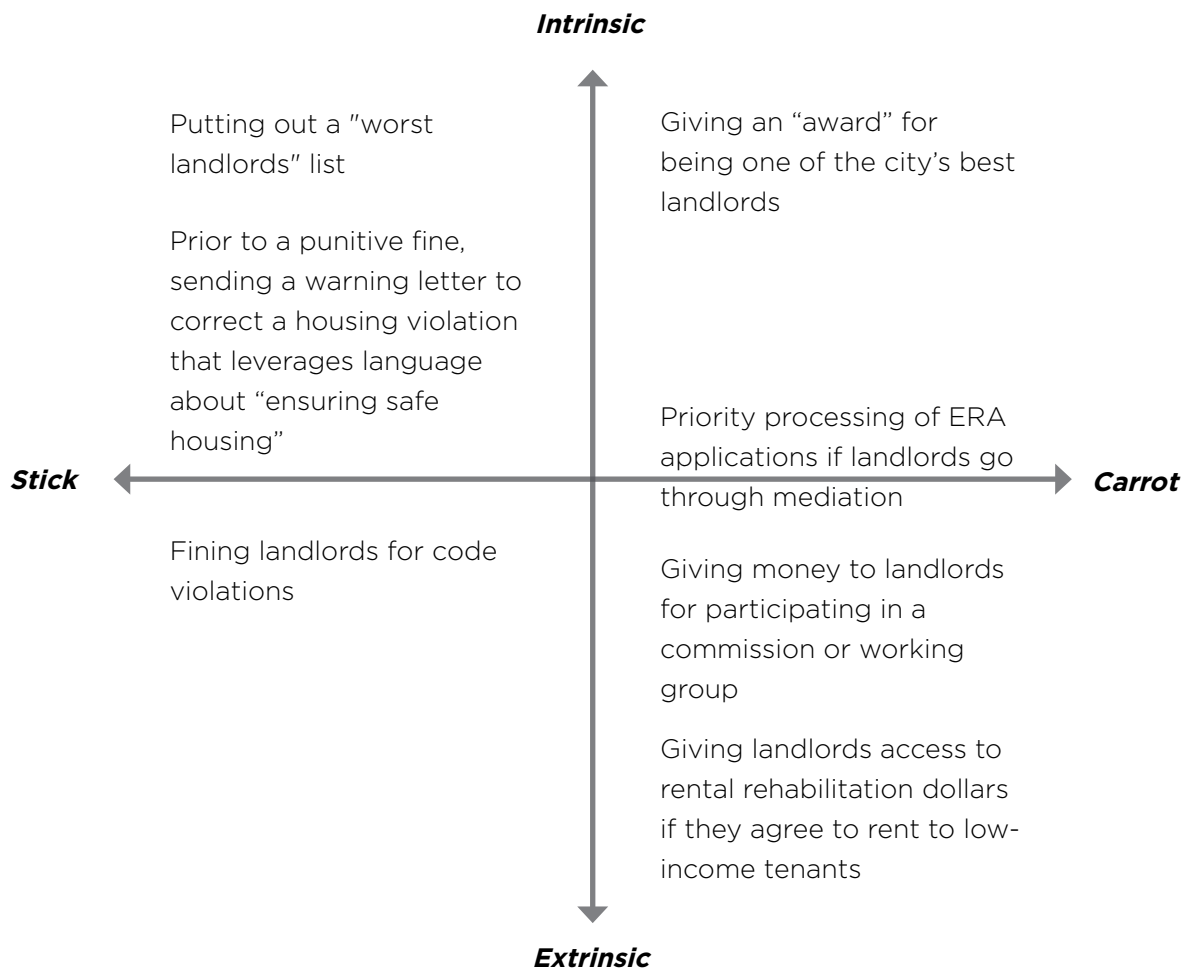 Intrinsic
Putting out a "worst
landlords" list
Prior to a punitive fine,
sending a warning letter to
correct a housing violation
that leverages language
about “ensuring safe
housing”
Giving an “award” for
being one of the city’s best
landlords
Stick
Carrot
Priority processing of ERA
applications if landlords go
through mediation
Fining landlords for code
violations
Giving money to landlords
for participating in a
commission or working
group
Giving landlords access to
rental rehabilitation dollars
if they agree to rent to low-
income tenants
Extrinsic